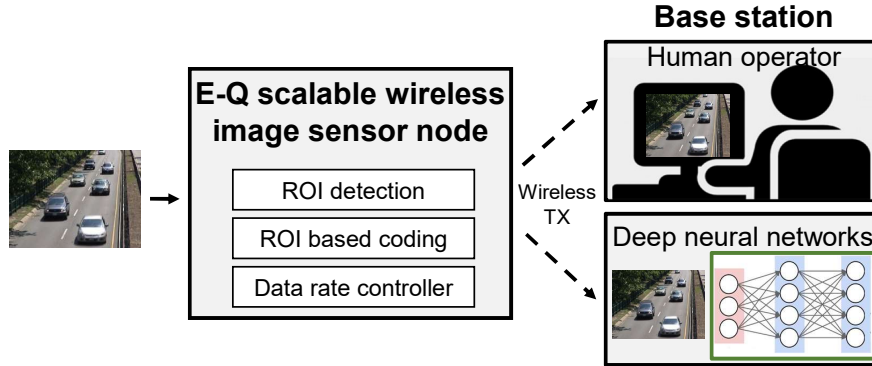 Base station
Human operator
E-Q scalable wireless
image sensor node
ROI detection
ROI based coding
Data rate controller
Wireless
TX
Deep neural networks